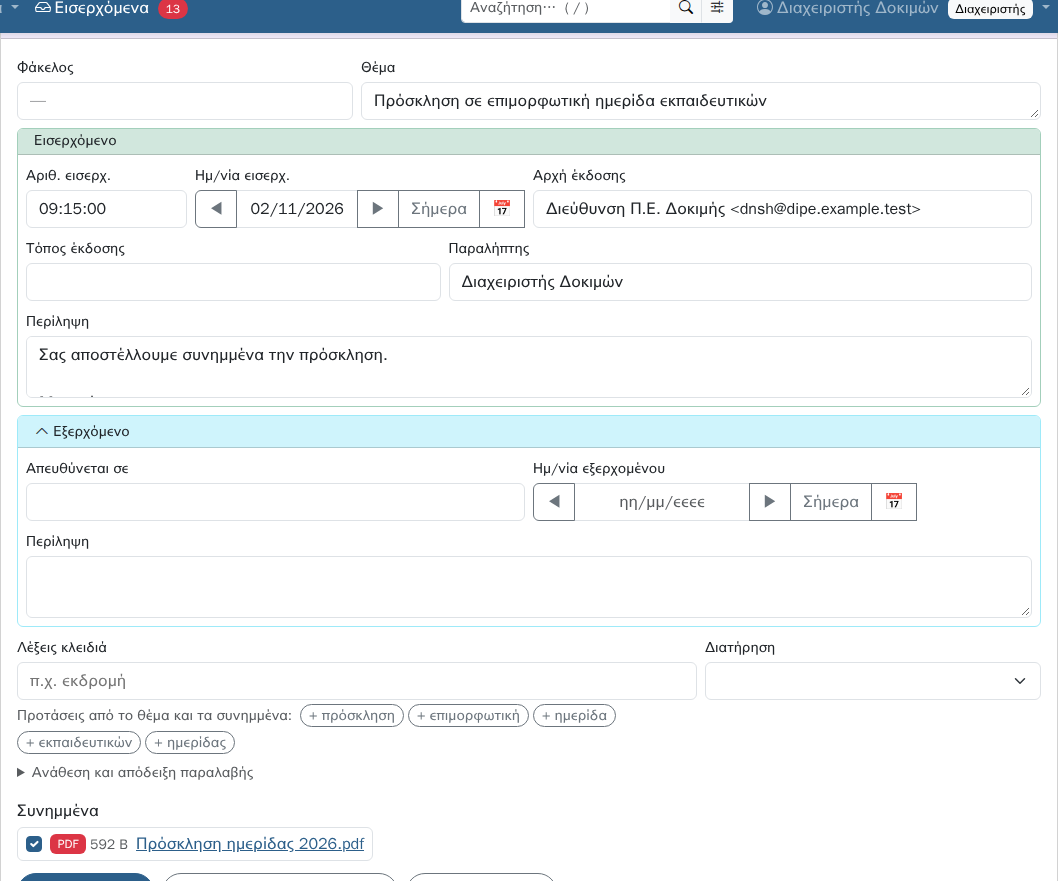 Εισερχόμενα 13 Αναζήτηση… ( / ) Διαχειριστής Δοκιμών Διαχειριστής
Φάκελος Θέμα
— Πρόσκληση σε επιμορφωτική ημερίδα εκπαιδευτικών
Εισερχόμενο
Αριθ. εισερχ. Ημ/νία εισερχ. Αρχή έκδοσης
09:15:00 ◀ 02/11/2026 ▶ Σήμερα Διεύθυνση Π.Ε. Δοκιμής <dnsh@dipe.example.test>
Τόπος έκδοσης Παραλήπτης
Διαχειριστής Δοκιμών
Περίληψη
Σας αποστέλλουμε συνημμένα την πρόσκληση.
Εξερχόμενο
Απευθύνεται σε Ημ/νία εξερχομένου
◀ ηη/μμ/εεεε ▶ Σήμερα
Περίληψη
Λέξεις κλειδιά Διατήρηση
π.χ. εκδρομή
Προτάσεις από το θέμα και τα συνημμένα: + πρόσκληση + επιμορφωτική + ημερίδα
+ εκπαιδευτικών + ημερίδας
▶ Ανάθεση και απόδειξη παραλαβής
Συνημμένα
PDF 592 B Πρόσκληση ημερίδας 2026.pdf